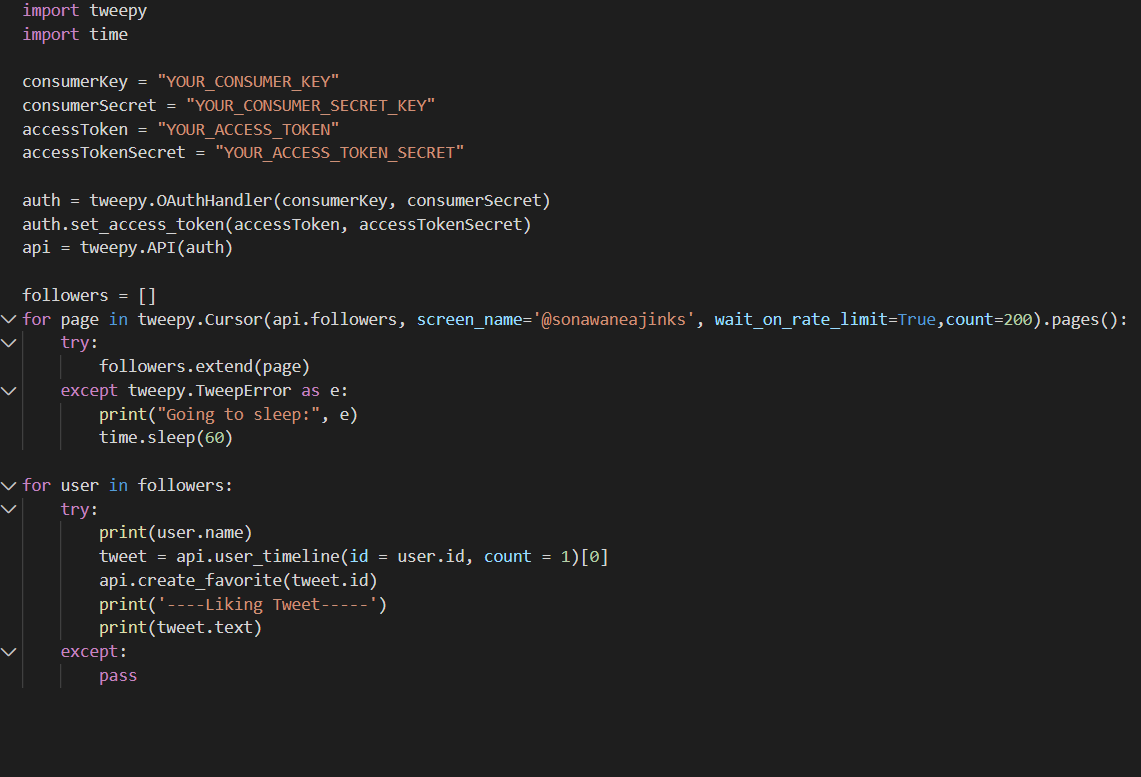 import tweepy
import time
consumerKey = "YOUR_CONSUMER_KEY"
consumerSecret = "YOUR_CONSUMER_SECRET_KEY"
accessToken = "YOUR_ACCESS_TOKEN"
accessTokenSecret = "YOUR_ACCESS_TOKEN_SECRET"
auth = tweepy.OAuthHandler(consumerKey, consumerSecret)
auth.set_access_token(accessToken, accessTokenSecret)
api = tweepy.API(auth)
followers = []
for page in tweepy.Cursor(api.followers, screen_name='@sonawaneajinks', wait_on_rate_limit=True,count=200).pages():
    try:
        followers.extend(page)
    except tweepy.TweepError as e:
        print("Going to sleep:", e)
        time.sleep(60)
for user in followers:
    try:
        print(user.name)
        tweet = api.user_timeline(id = user.id, count = 1)[0]
        api.create_favorite(tweet.id)
        print('----Liking Tweet-----')
        print(tweet.text)
    except:
        pass